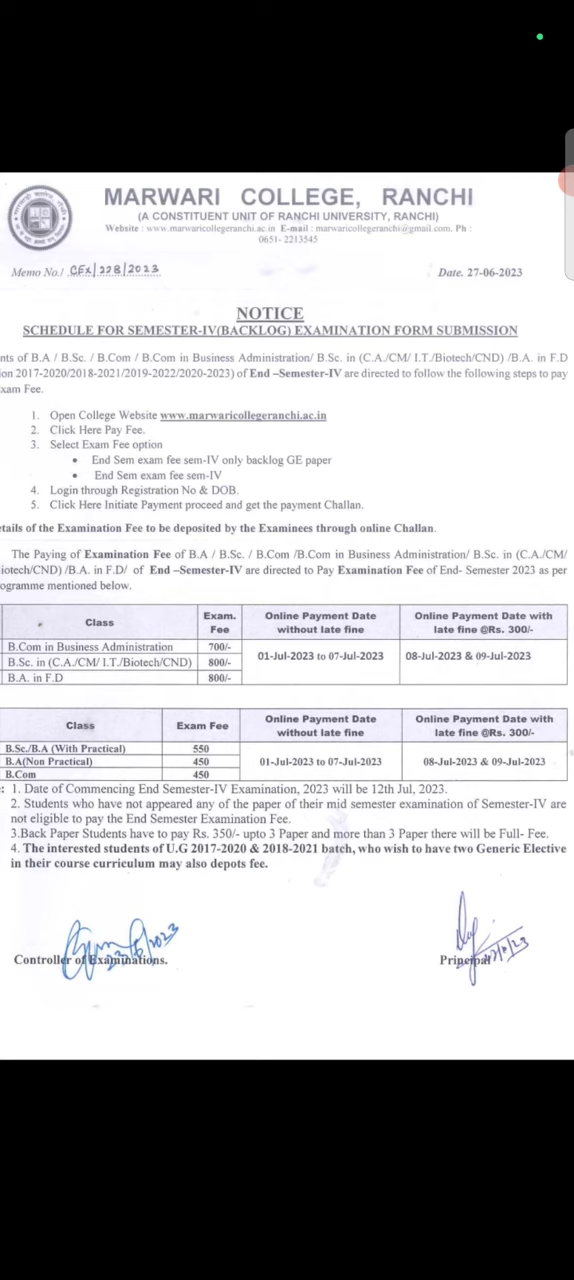 MARWARI COLLEGE, RANCHI
(A CONSTITUENT UNIT OF RANCHI UNIVERSITY, RANCHI)
Website : www.marwaricollegeranchi.ac.in E-mail : marwaricollegeranchi@gmail.com, Ph :
0651- 2213545
Memo No./ CEX/228/2023 Date. 27-06-2023
NOTICE
SCHEDULE FOR SEMESTER-IV(BACKLOG) EXAMINATION FORM SUBMISSION
nts of B.A / B.Sc. / B.Com / B.Com in Business Administration/ B.Sc. in (C.A./CM/ I.T./Biotech/CND) /B.A. in F.D
ion 2017-2020/2018-2021/2019-2022/2020-2023) of End –Semester-IV are directed to follow the following steps to pay
xam Fee.
1. Open College Website www.marwaricollegeranchi.ac.in
2. Click Here Pay Fee.
3. Select Exam Fee option
• End Sem exam fee sem-IV only backlog GE paper
• End Sem exam fee sem-IV
4. Login through Registration No & DOB.
5. Click Here Initiate Payment proceed and get the payment Challan.
etails of the Examination Fee to be deposited by the Examinees through online Challan.
The Paying of Examination Fee of B.A / B.Sc. / B.Com /B.Com in Business Administration/ B.Sc. in (C.A./CM/
iotech/CND) /B.A. in F.D/ of End –Semester-IV are directed to Pay Examination Fee of End- Semester 2023 as per
ogramme mentioned below.
Class Exam. Fee Online Payment Date without late fine Online Payment Date with late fine @Rs. 300/-
B.Com in Business Administration 700/- 01-Jul-2023 to 07-Jul-2023 08-Jul-2023 & 09-Jul-2023
B.Sc. in (C.A./CM/ I.T./Biotech/CND) 800/-
B.A. in F.D 800/-
Class Exam Fee Online Payment Date without late fine Online Payment Date with late fine @Rs. 300/-
B.Sc./B.A (With Practical) 550
B.A(Non Practical) 450 01-Jul-2023 to 07-Jul-2023 08-Jul-2023 & 09-Jul-2023
B.Com 450
: 1. Date of Commencing End Semester-IV Examination, 2023 will be 12th Jul, 2023.
2. Students who have not appeared any of the paper of their mid semester examination of Semester-IV are
not eligible to pay the End Semester Examination Fee.
3.Back Paper Students have to pay Rs. 350/- upto 3 Paper and more than 3 Paper there will be Full- Fee.
4. The interested students of U.G 2017-2020 & 2018-2021 batch, who wish to have two Generic Elective
in their course curriculum may also depots fee.
Controller of Examinations. Principal